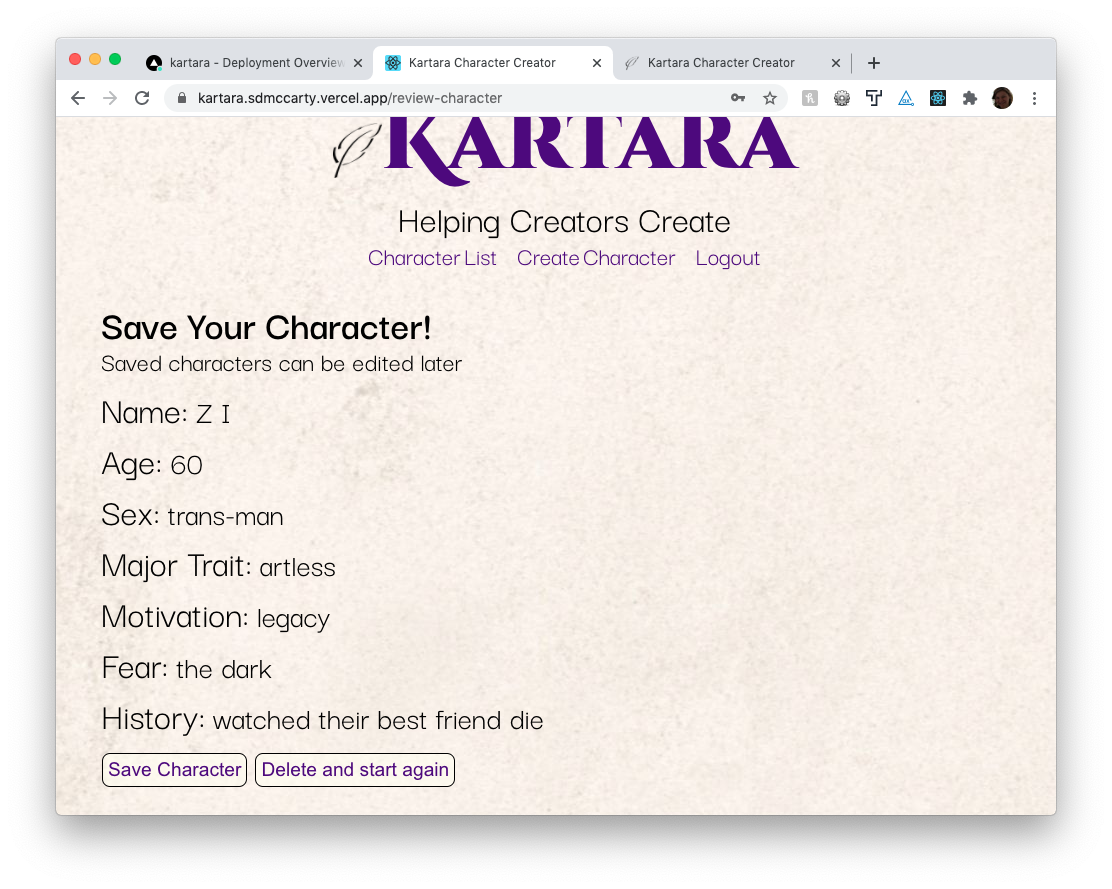 kartara - Deployment Overview
Kartara Character Creator
Kartara Character Creator
kartara.sdmccarty.vercel.app/review-character
KARTARA
Helping Creators Create
Character List Create Character Logout
Save Your Character!
Saved characters can be edited later
Name: Z I
Age: 60
Sex: trans-man
Major Trait: artless
Motivation: legacy
Fear: the dark
History: watched their best friend die
Save Character Delete and start again